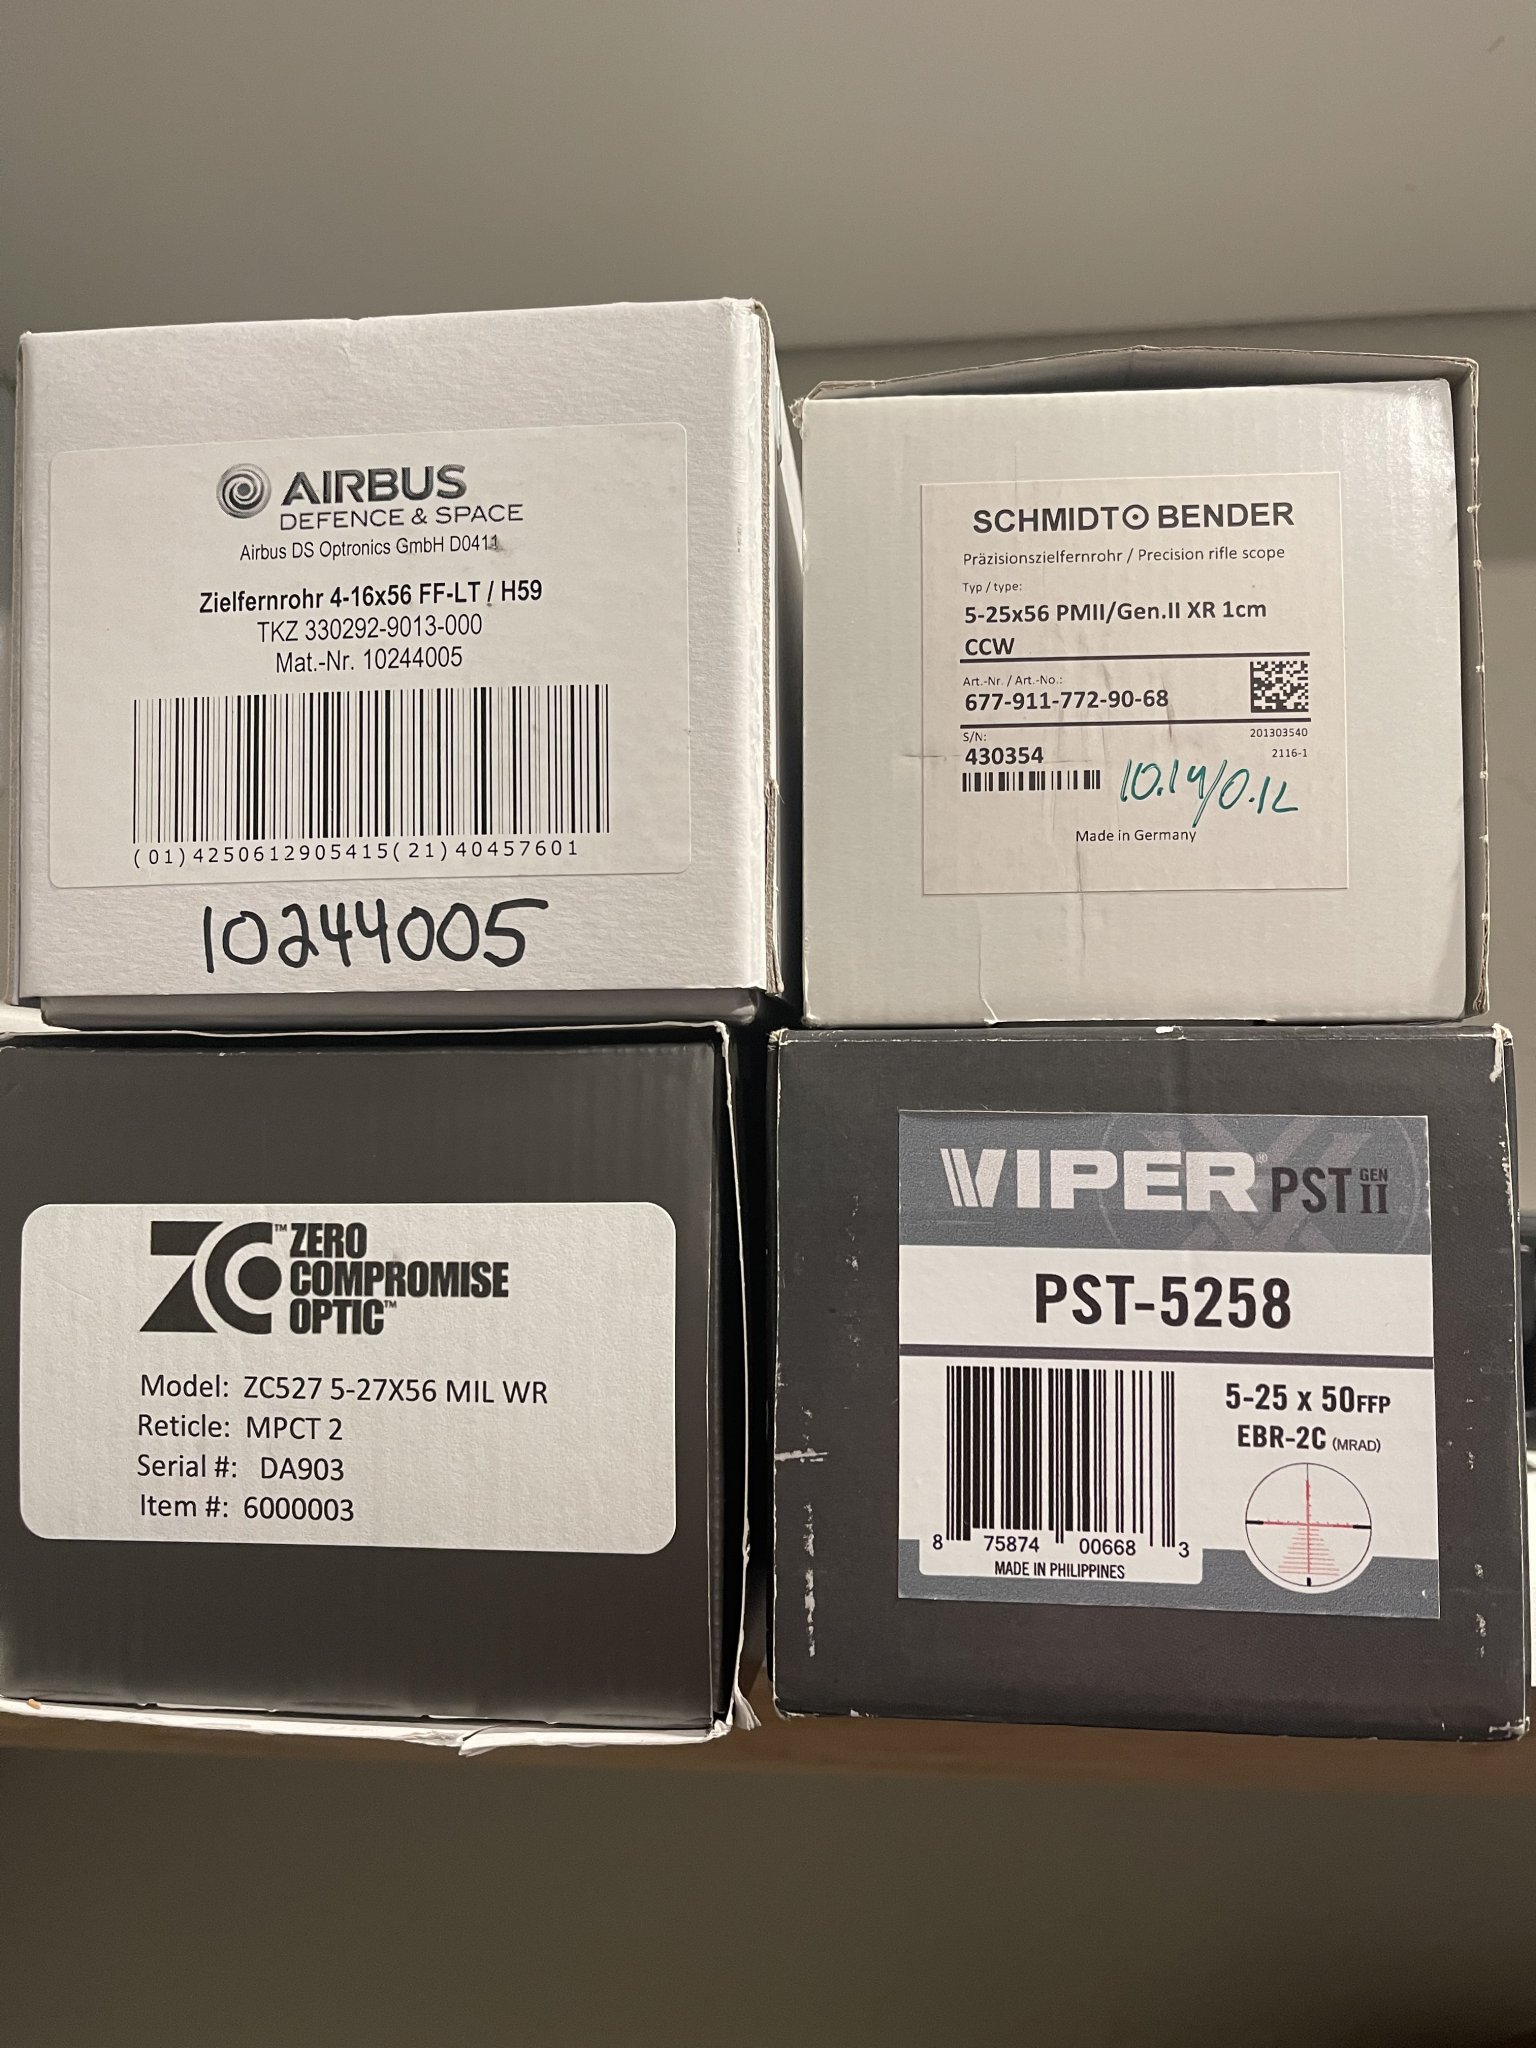 AIRBUS
DEFENCE & SPACE
Airbus DS Optronics GmbH D0411
Zielfernrohr 4-16x56 FF-LT / H59
TKZ 330292-9013-000
Mat.-Nr. 10244005
(01)4250612905415(21)40457601
10244005
SCHMIDT BENDER
Präzisionszielfernrohr / Precision rifle scope
Typ / type:
5-25x56 PMII/Gen.II XR 1cm
CCW
Art.-Nr. / Art.-No.:
677-911-772-90-68
S/N:
430354
201303540
2116-1
Made in Germany
ZC™ ZERO
COMPROMISE
OPTIC™
Model: ZC527 5-27X56 MIL WR
Reticle: MPCT 2
Serial #: DA903
Item #: 6000003
VIPER® PST GEN II
PST-5258
5-25 x 50FFP
EBR-2C (MRAD)
8 75874 00668 3
MADE IN PHILIPPINES